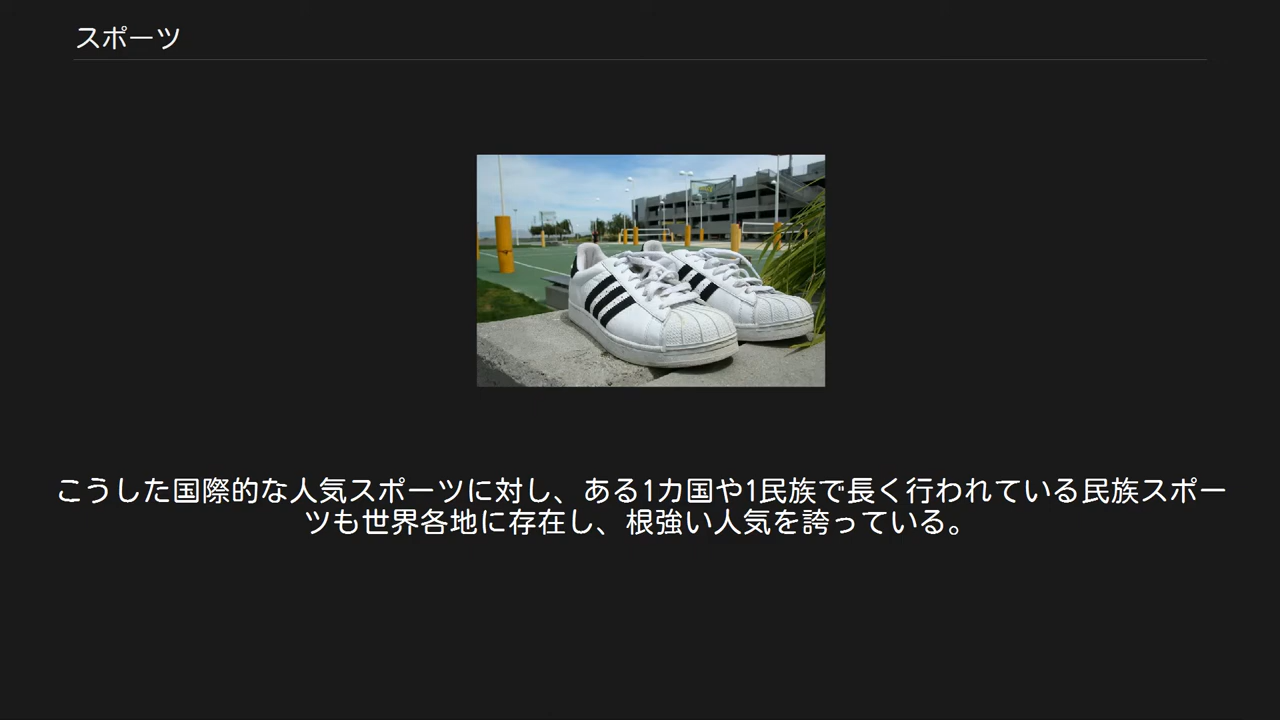 スポーツ
こうした国際的な人気スポーツに対し、ある1カ国や1民族で長く行われている民族スポー
ツも世界各地に存在し、根強い人気を誇っている。